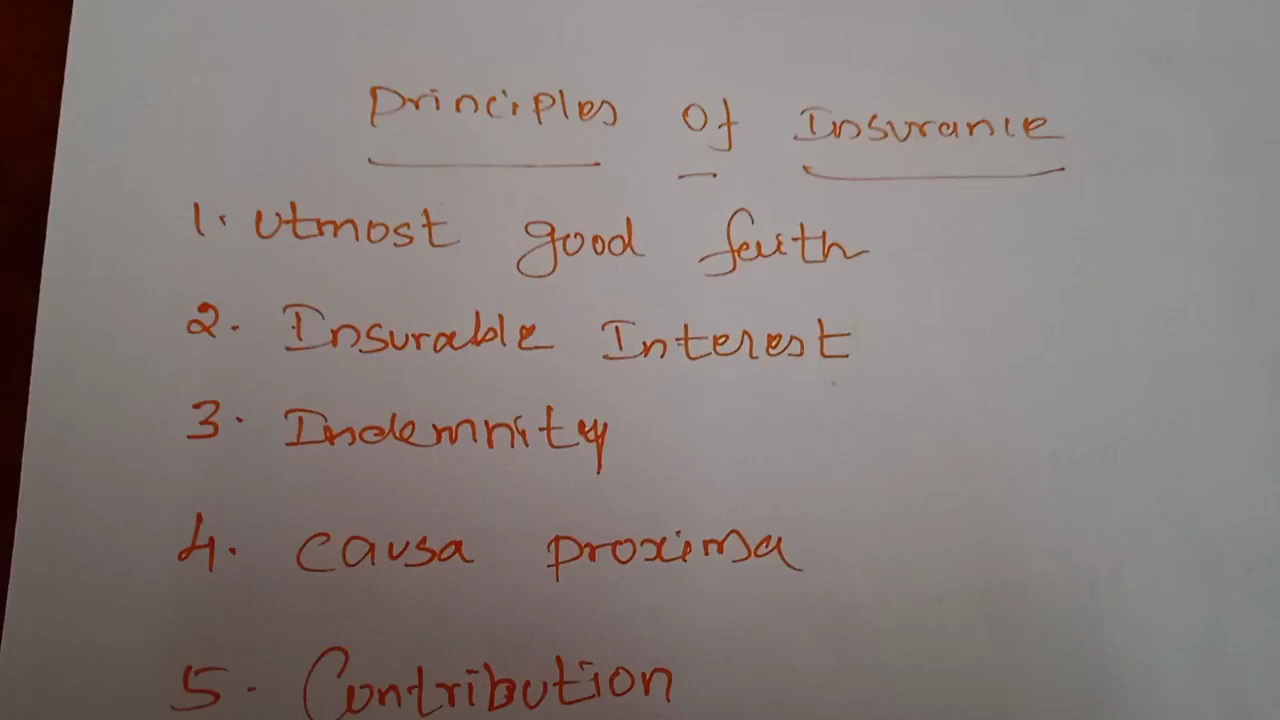 Principles Of Insurance
1. Utmost good faith
2. Insurable Interest
3. Indemnity
4. Causa proxima
5. Contribution